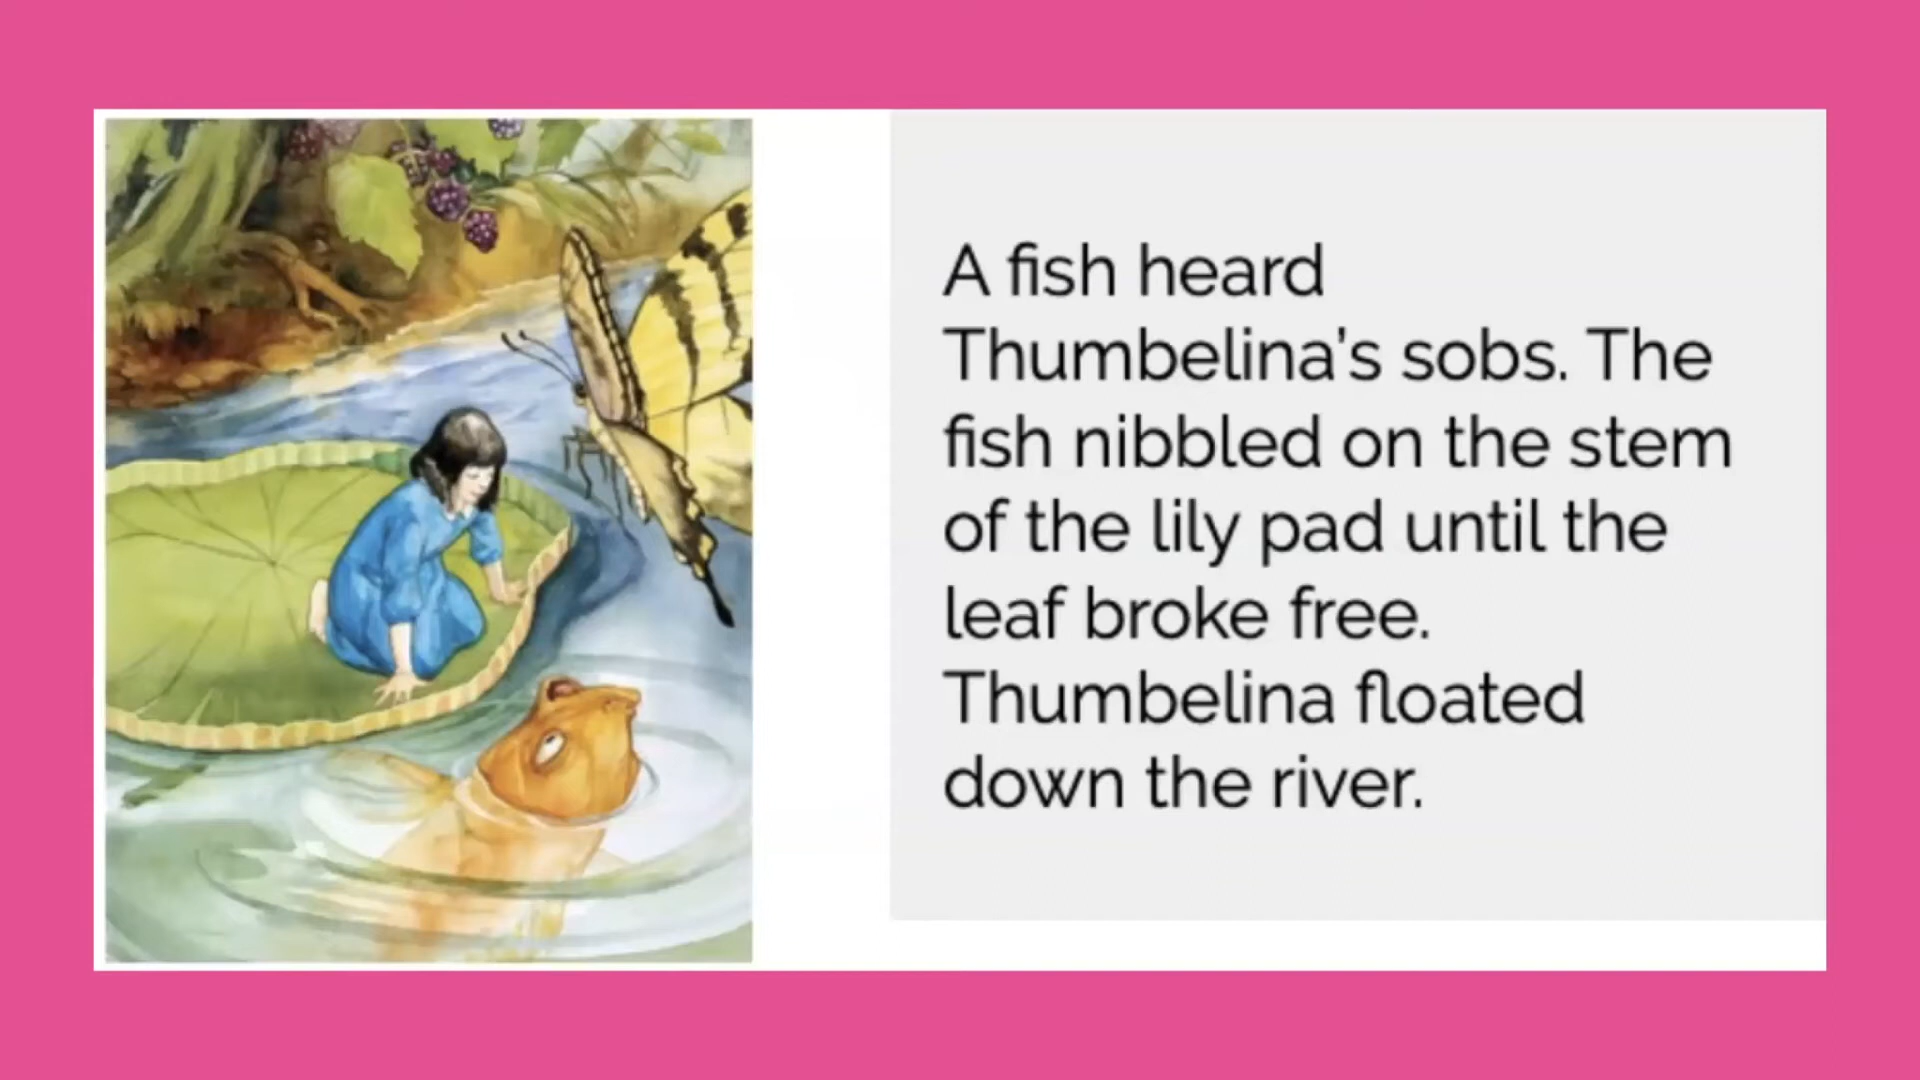 A fish heard
Thumbelina's sobs. The
fish nibbled on the stem
of the lily pad until the
leaf broke free.
Thumbelina floated
down the river.